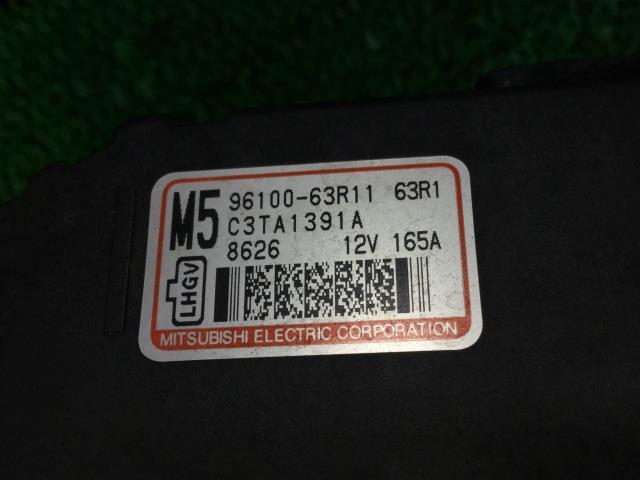 M5 96100-63R11 63R1
C3TA1391A
8626 12V 165A
LHGV
MITSUBISHI ELECTRIC CORPORATION